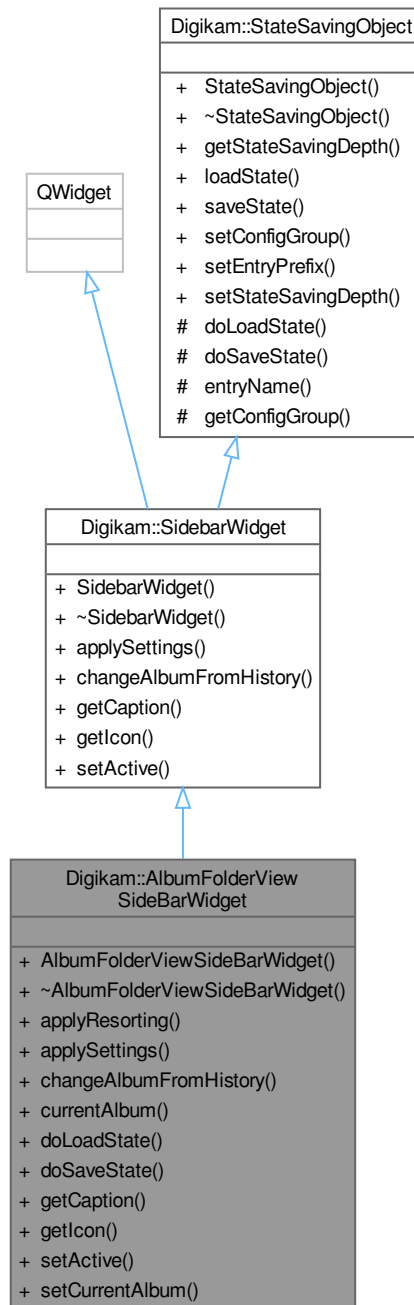 Digikam::StateSavingObject
+ StateSavingObject()
+ ~StateSavingObject()
+ getStateSavingDepth()
+ loadState()
+ saveState()
+ setConfigGroup()
+ setEntryPrefix()
+ setStateSavingDepth()
# doLoadState()
# doSaveState()
# entryName()
# getConfigGroup()
QWidget
Digikam::SidebarWidget
+ SidebarWidget()
+ ~SidebarWidget()
+ applySettings()
+ changeAlbumFromHistory()
+ getCaption()
+ getIcon()
+ setActive()
Digikam::AlbumFolderView
SideBarWidget
+ AlbumFolderViewSideBarWidget()
+ ~AlbumFolderViewSideBarWidget()
+ applyResorting()
+ applySettings()
+ changeAlbumFromHistory()
+ currentAlbum()
+ doLoadState()
+ doSaveState()
+ getCaption()
+ getIcon()
+ setActive()
+ setCurrentAlbum()